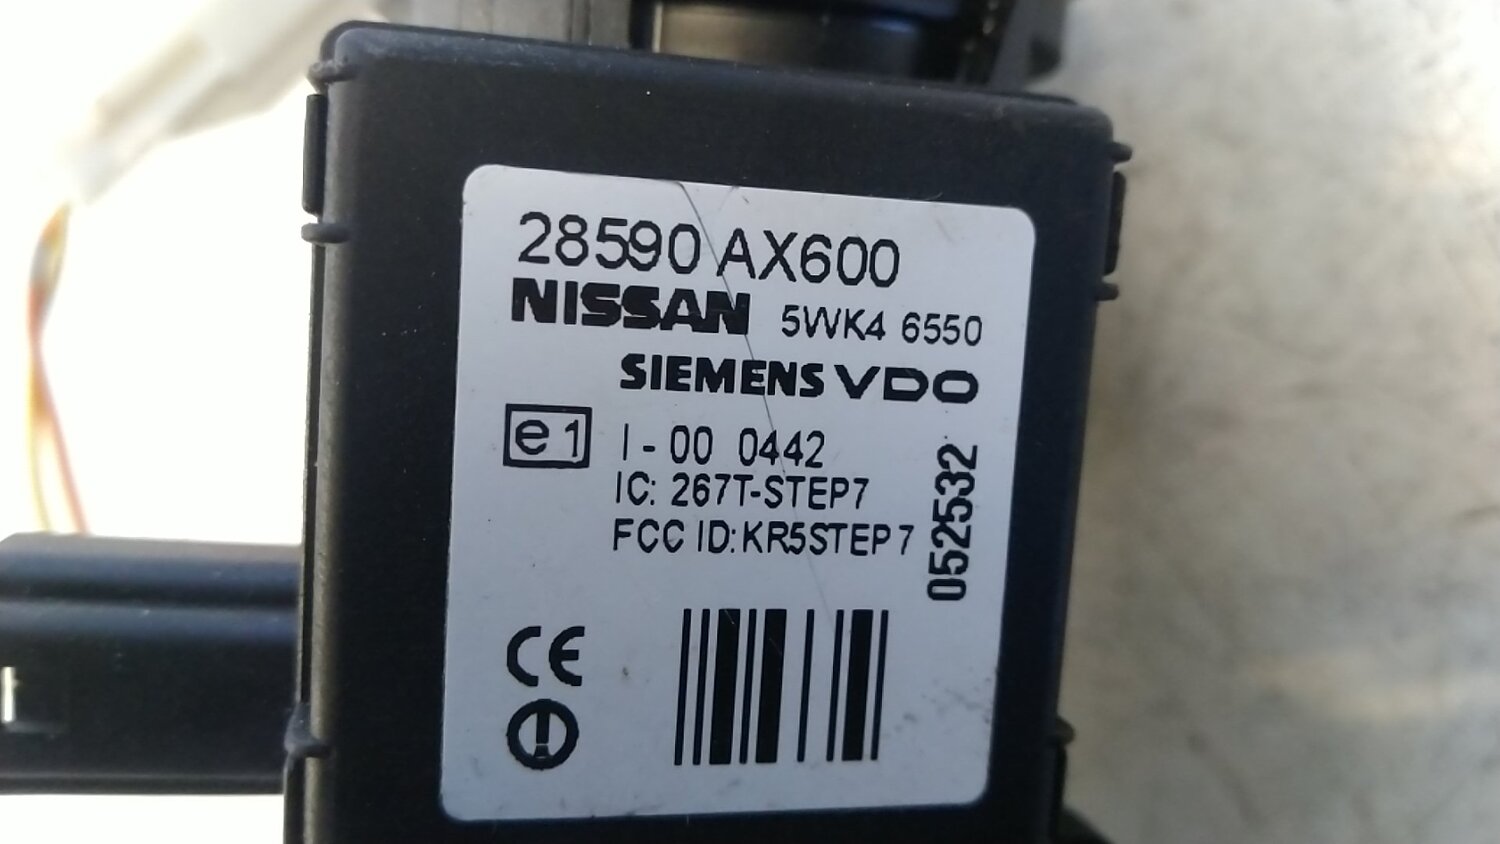 28590 AX600
NISSAN 5WK4 6550
SIEMENS VDO
e1 I - 00 0442
IC: 267T-STEP7
FCC ID: KR5STEP7
052532
CE